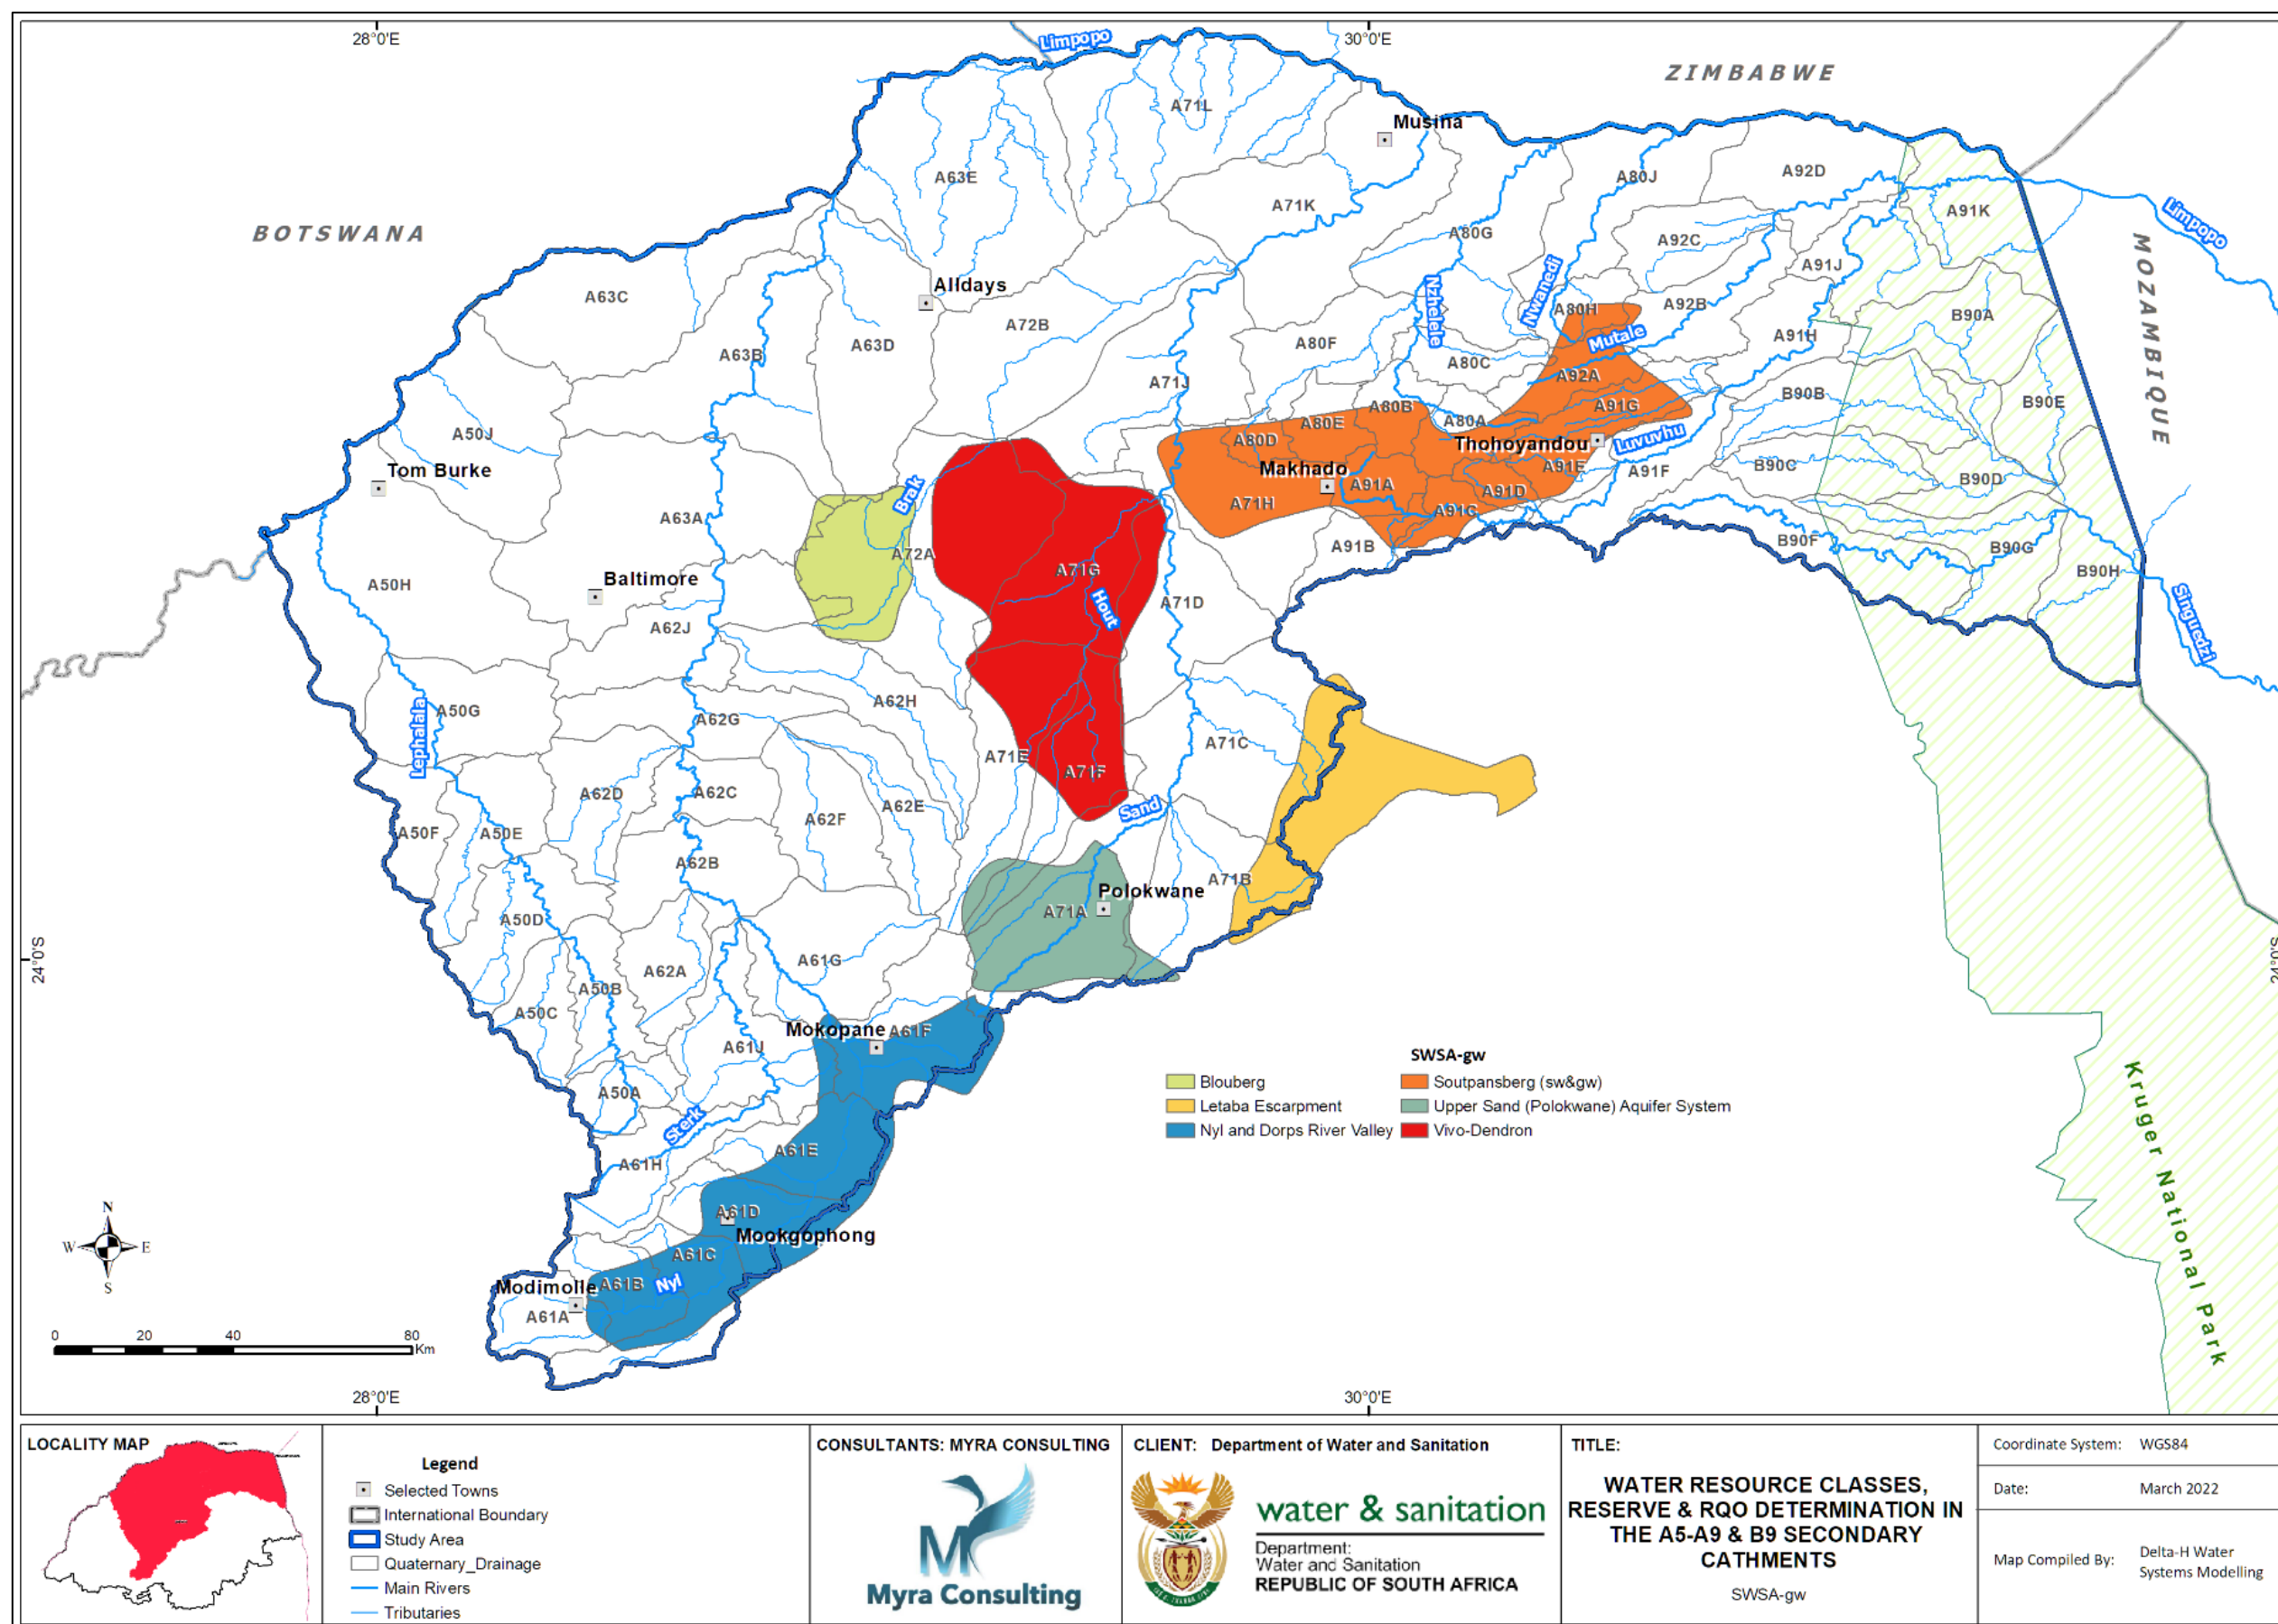 28°0'E
30°0'E
Limpopo
ZIMBABWE
A71L
Musina
A63E
A80J
A92D
A71K
A91K
BOTSWANA
A80G
A92C
Limpopo
MOZAMBIQUE
A91J
Alldays
A63C
Nzhelele
Nwanedi
A80H
A92B
A72B
B90A
Mutale
A63B
A63D
A80F
A80C
A91H
A92A
A71J
B90B
B90E
A80B
A91G
A80E
A80A
A50J
A80D
Thohoyandou
Luvuvhu
Tom Burke
Makhado
A91E
A91F
B90C
B90D
Brak
A91A
A91D
A71H
A91C
A63A
A91B
B90F
B90G
A72A
A50H
Baltimore
A71G
B90H
A71D
Hout
Singuedzi
A62J
A62H
A50G
A62G
Lephalala
A71C
A71E
A71F
A62D
A62C
A62E
Sand
A62F
A50F
A50E
A62B
A71B
Polokwane
A71A
A50D
24°0'S
24°0'S
A61G
A62A
A50B
A50C
Mokopane
A61F
A61J
SWSA-gw
Blouberg
Soutpansberg (sw&gw)
A50A
Letaba Escarpment
Upper Sand (Polokwane) Aquifer System
Sterk
Nyl and Dorps River Valley
Vivo-Dendron
A61E
A61H
Kruger National Park
N
W
E
S
A61D
Mookgophong
A61C
A61B
Nyl
Modimolle
A61A
0 20 40 80
Km
28°0'E
30°0'E
LOCALITY MAP
Legend
Selected Towns
International Boundary
Study Area
Quaternary_Drainage
Main Rivers
Tributaries
CONSULTANTS: MYRA CONSULTING
M
Myra Consulting
CLIENT: Department of Water and Sanitation
water & sanitation
Department:
Water and Sanitation
REPUBLIC OF SOUTH AFRICA
TITLE:
WATER RESOURCE CLASSES,
RESERVE & RQO DETERMINATION IN
THE A5-A9 & B9 SECONDARY
CATHMENTS
SWSA-gw
Coordinate System: WGS84
Date: March 2022
Map Compiled By: Delta-H Water
Systems Modelling